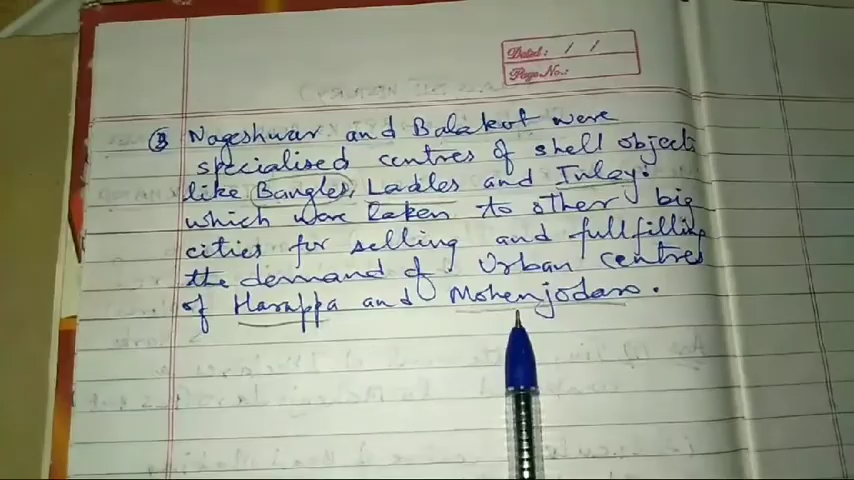 Dated: / /
Page No.:
③ Nageshwar and Balakot were
specialised centres of shell objects
like Bangles, Ladles and Inlay.
which were taken to other big
cities for selling and fullfilling
the demand of Urban centres
of Harappa and Mohenjodaro.